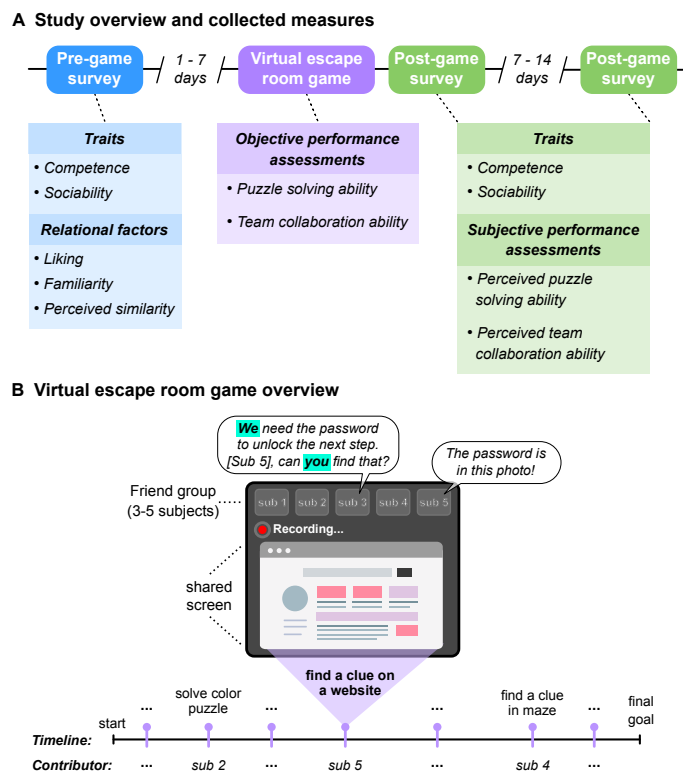 A Study overview and collected measures
Pre-game
survey
1 - 7
days
Virtual escape
room game
Post-game
survey
7 - 14
days
Post-game
survey
Traits
• Competence
• Sociability
Relational factors
• Liking
• Familiarity
• Perceived similarity
Objective performance
assessments
• Puzzle solving ability
• Team collaboration ability
Traits
• Competence
• Sociability
Subjective performance
assessments
• Perceived puzzle
solving ability
• Perceived team
collaboration ability
B Virtual escape room game overview
We need the password
to unlock the next step.
[Sub 5], can you find that?
The password is
in this photo!
Friend group
(3-5 subjects)
sub 1 sub 2 sub 3 sub 4 sub 5
Recording...
shared
screen
find a clue on
a website
start
...
solve color
puzzle
...
...
find a clue
in maze
...
final
goal
Timeline:
Contributor: ... sub 2 ... sub 5 ... sub 4 ...